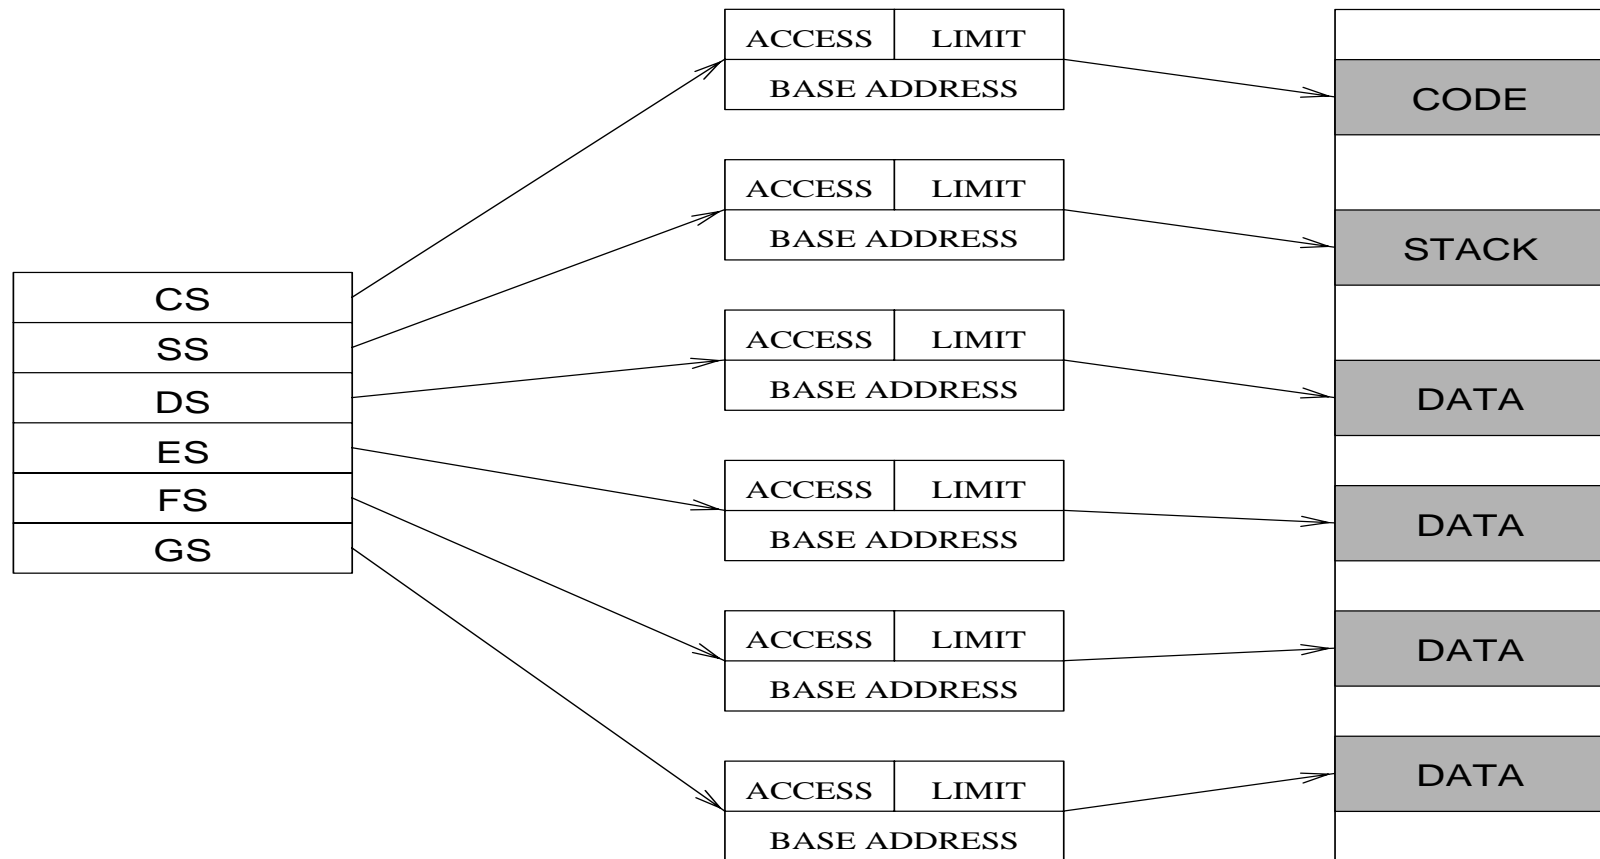 CS
SS
DS
ES
FS
GS
ACCESS LIMIT
BASE ADDRESS
ACCESS LIMIT
BASE ADDRESS
ACCESS LIMIT
BASE ADDRESS
ACCESS LIMIT
BASE ADDRESS
ACCESS LIMIT
BASE ADDRESS
ACCESS LIMIT
BASE ADDRESS
CODE
STACK
DATA
DATA
DATA
DATA